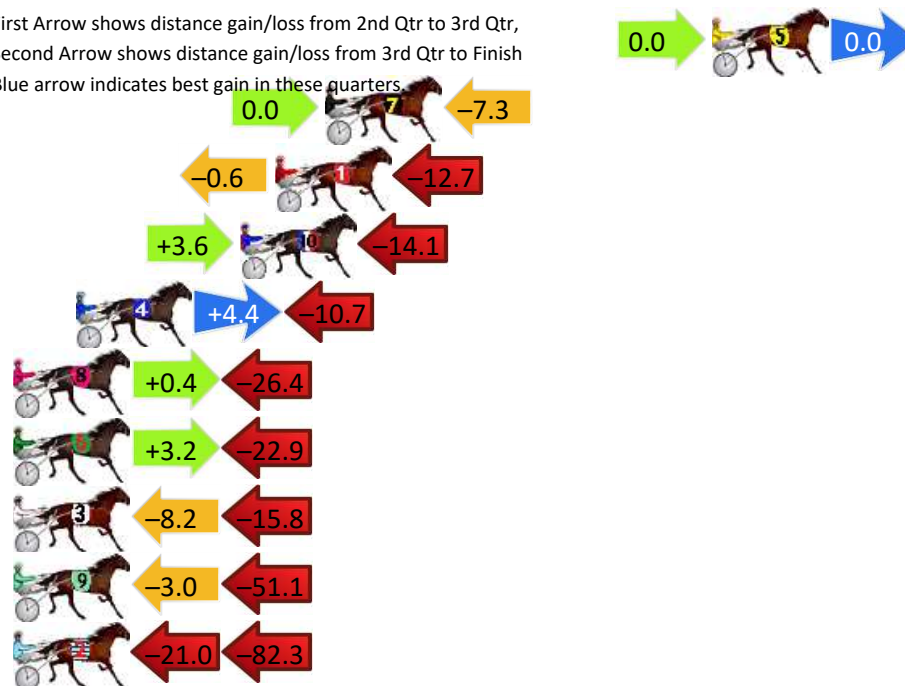 irst Arrow shows distance gain/loss from 2nd Qtr to 3rd Qtr,
econd Arrow shows distance gain/loss from 3rd Qtr to Finish
Blue arrow indicates best gain in these quarters.
0.0 5 0.0
0.0 7 –7.3
–0.6 1 –12.7
+3.6 10 –14.1
4 +4.4 –10.7
8 +0.4 –26.4
6 +3.2 –22.9
3 –8.2 –15.8
9 –3.0 –51.1
2 –21.0 –82.3